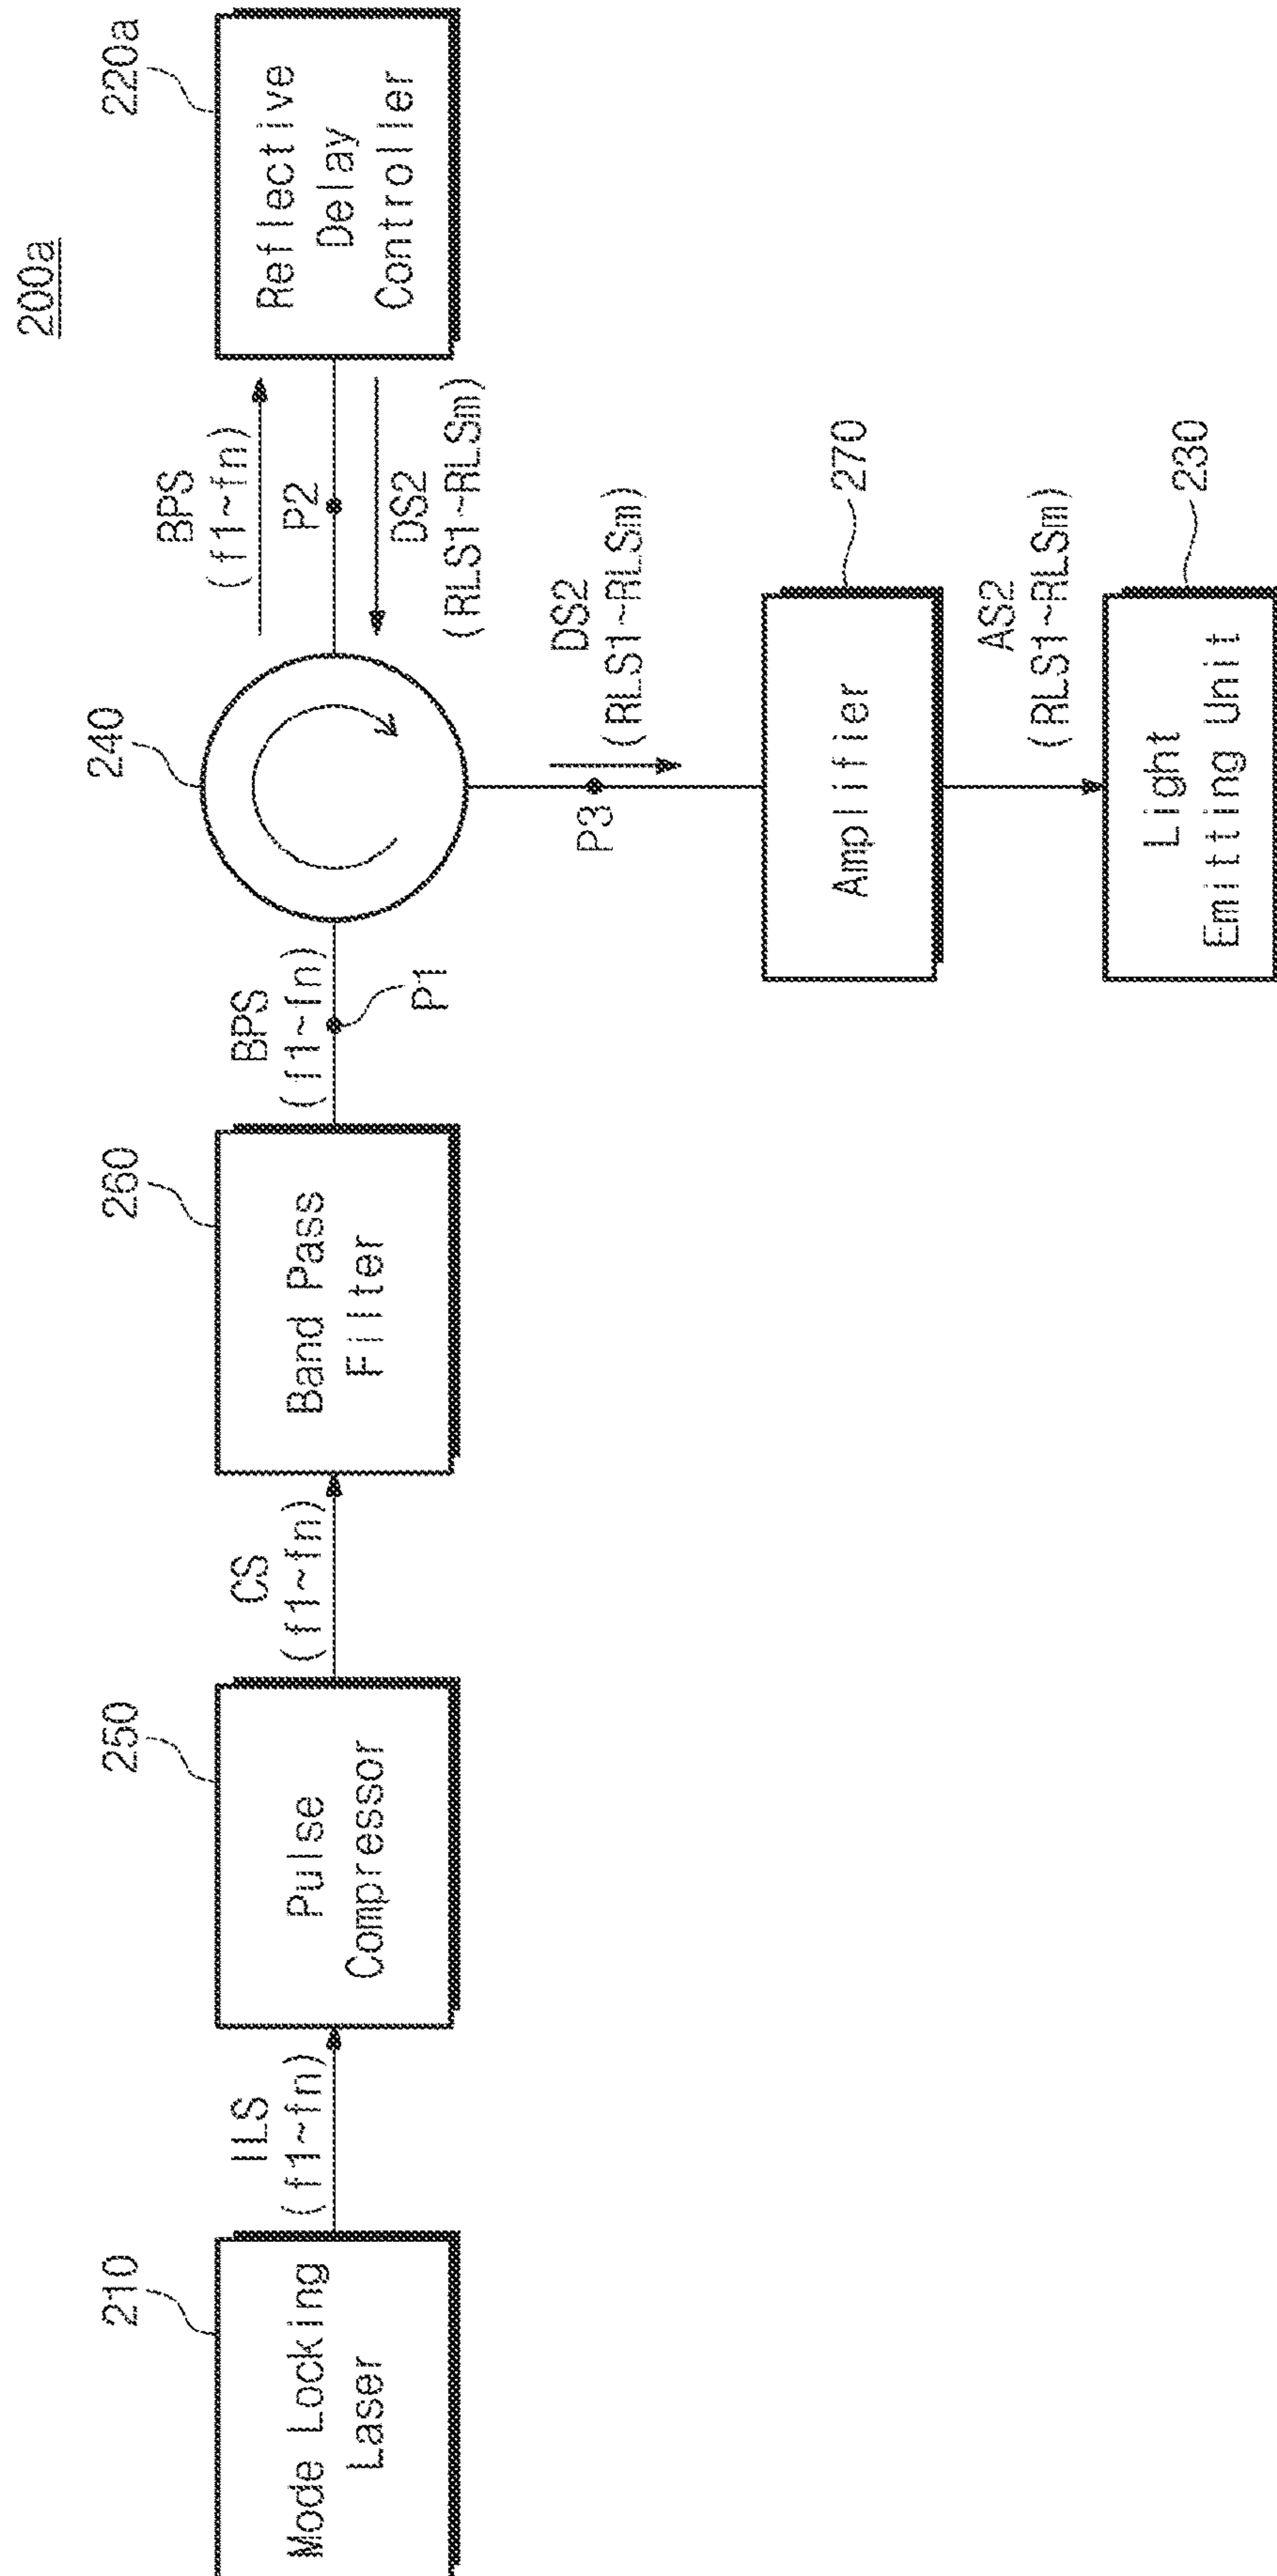 200a
210
Mode Locking
Laser
ILS
(f1~fn)
250
Pulse
Compressor
CS
(f1~fn)
260
Band Pass
Filter
BPS
(f1~fn)
P1
240
BPS
(f1~fn)
P2
DS2
(RLS1~RLSm)
220a
Reflective
Delay
Controller
P3
DS2
(RLS1~RLSm)
270
Amplifier
AS2
(RLS1~RLSm)
230
Light
Emitting Unit